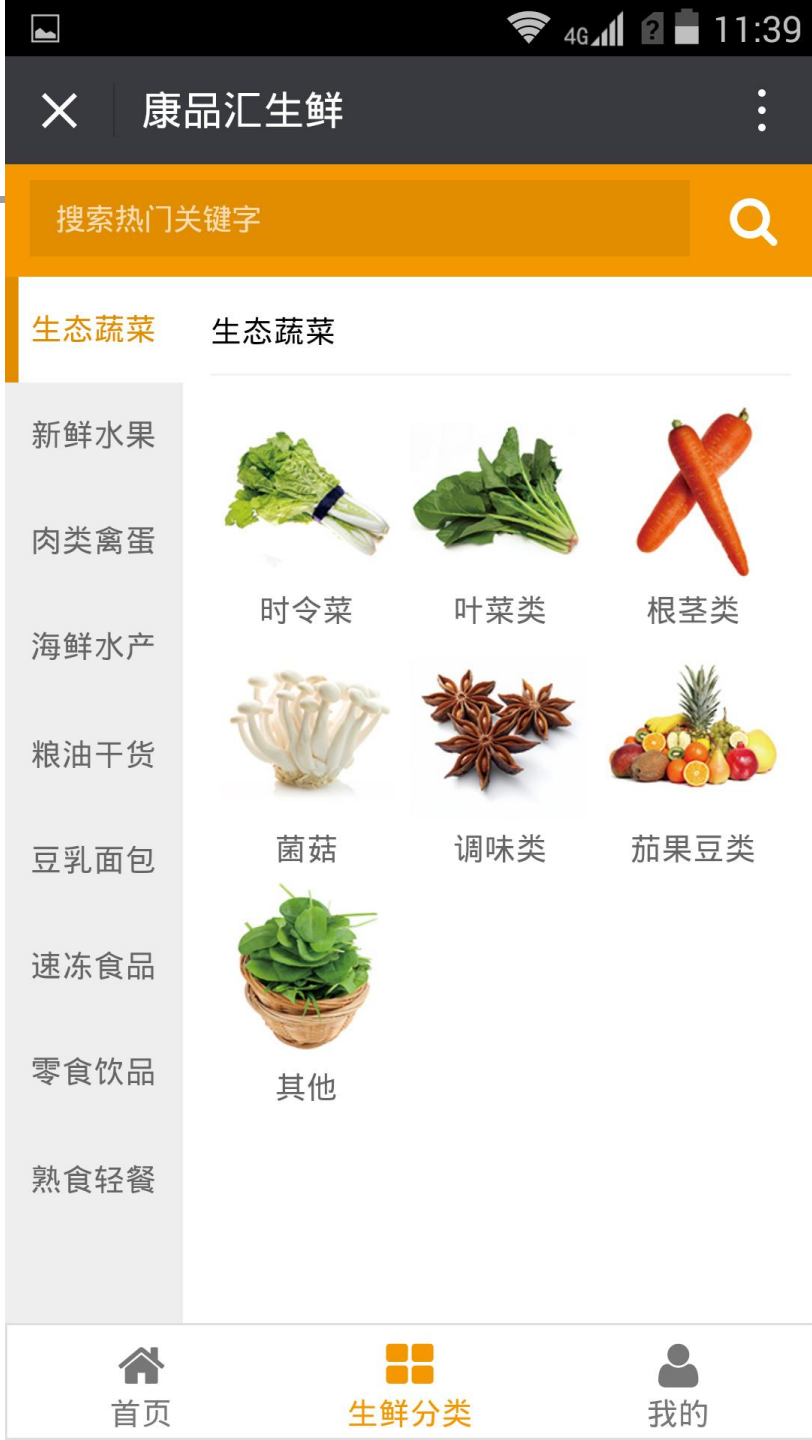 4G 11:39
康品汇生鲜
搜索热门关键字
生态蔬菜
新鲜水果
肉类禽蛋
海鲜水产
粮油干货
豆乳面包
速冻食品
零食饮品
熟食轻餐
生态蔬菜
时令菜 叶菜类 根茎类
菌菇 调味类 茄果豆类
其他
首页 生鲜分类 我的